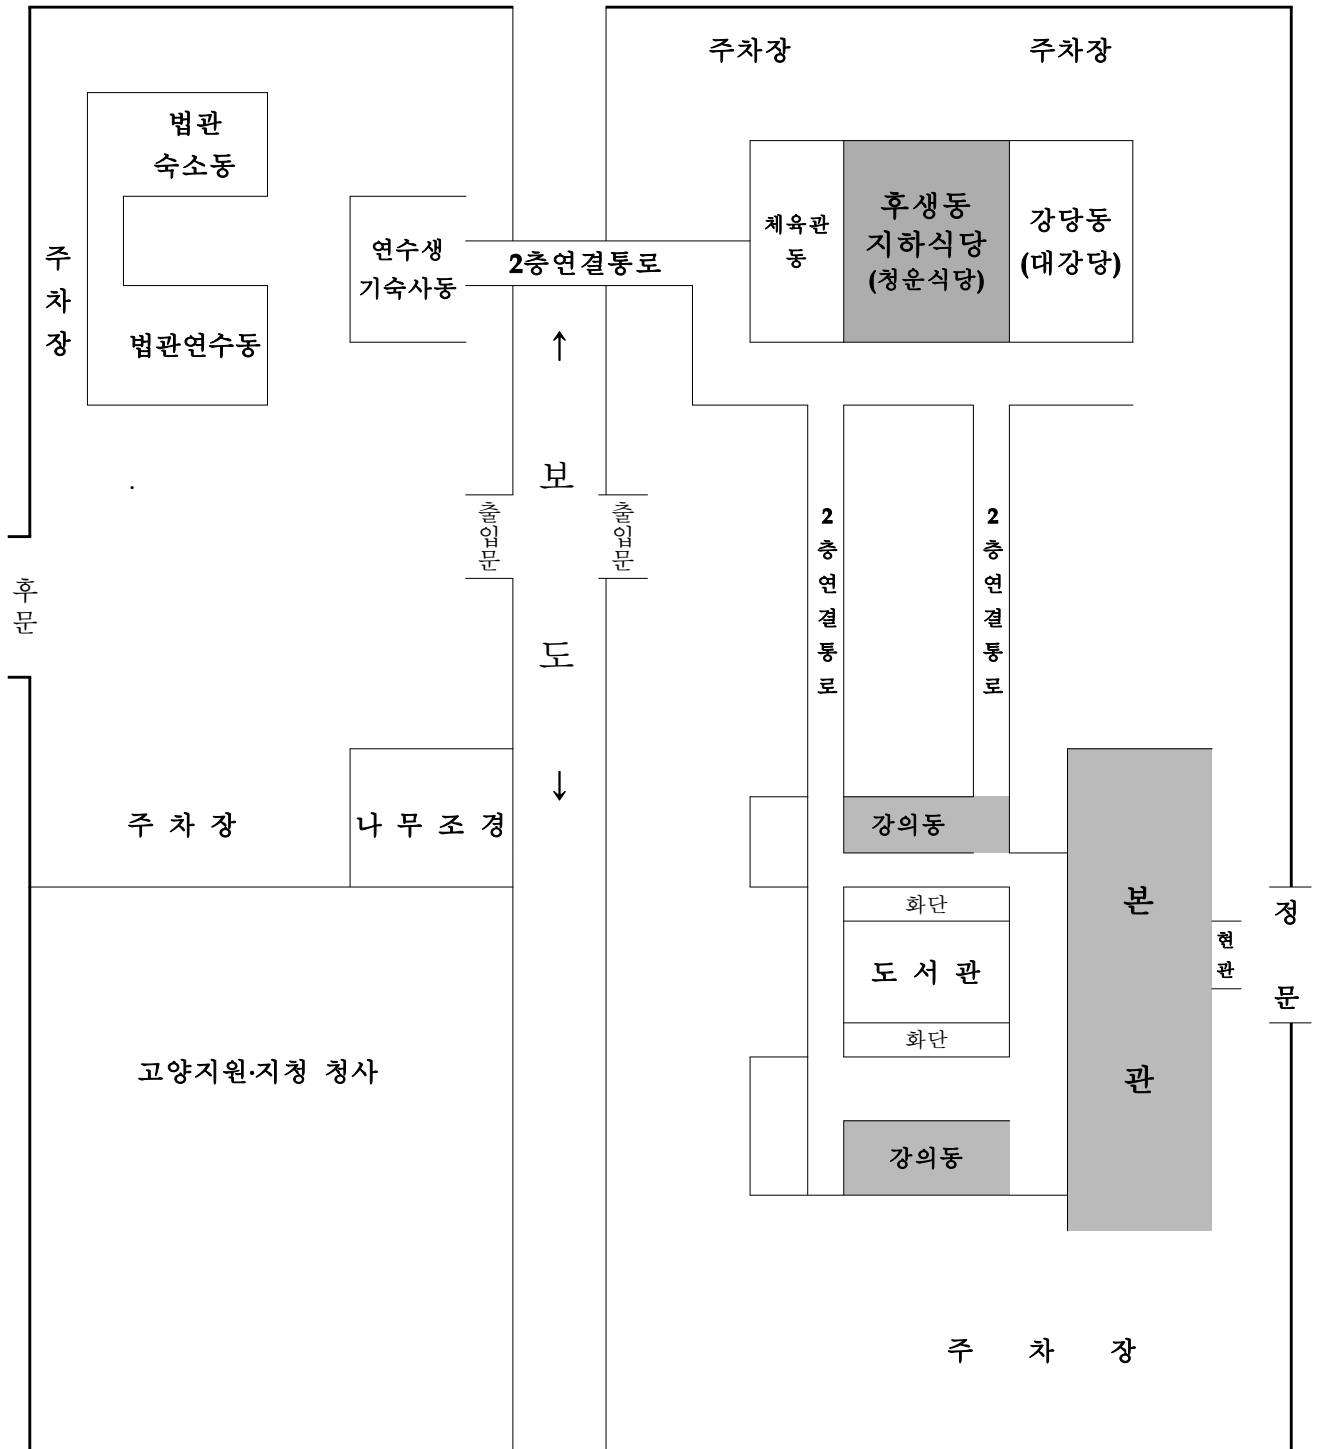 주차장
주차장
법관
숙소동
체육관
동
후생동
지하식당
(청운식당)
강당동
(대강당)
연수생
기숙사동
2층연결통로
주차장
법관연수동
↑
보
출입문
출입문
2층연결통로
2층연결통로
후문
도
↓
주 차 장
나 무 조 경
강의동
화단
도 서 관
화단
본
관
현관
정
문
고양지원·지청 청사
강의동
주 차 장